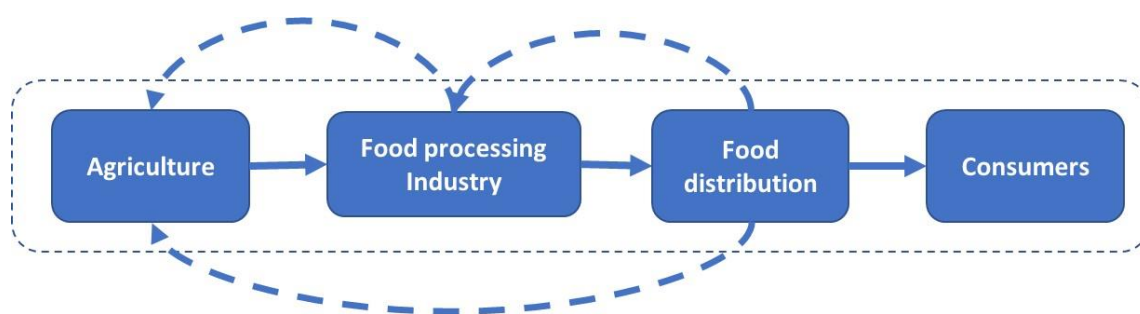 Agriculture
Food processing
Industry
Food
distribution
Consumers